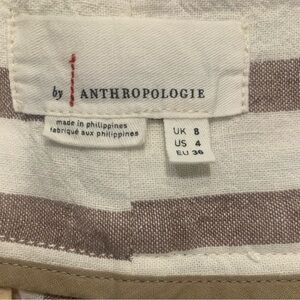 by ANTHROPOLOGIE
made in philippines
fabriqué aux philippines
UK 8
US 4
EU 36